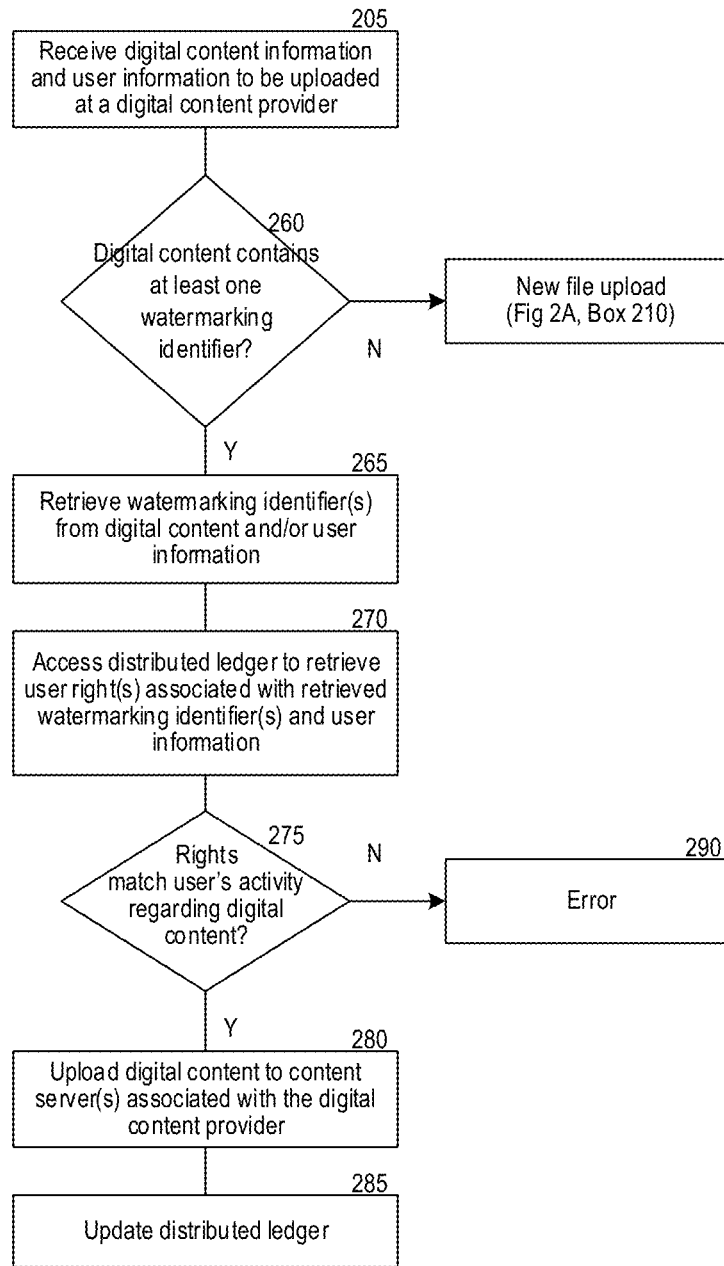 205
Receive digital content information
and user information to be uploaded
at a digital content provider
260
Digital content contains
at least one
watermarking
identifier?
N
New file upload
(Fig 2A, Box 210)
Y
265
Retrieve watermarking identifier(s)
from digital content and/or user
information
270
Access distributed ledger to retrieve
user right(s) associated with retrieved
watermarking identifier(s) and user
information
275
Rights
match user's activity
regarding digital
content?
N
290
Error
Y
280
Upload digital content to content
server(s) associated with the digital
content provider
285
Update distributed ledger